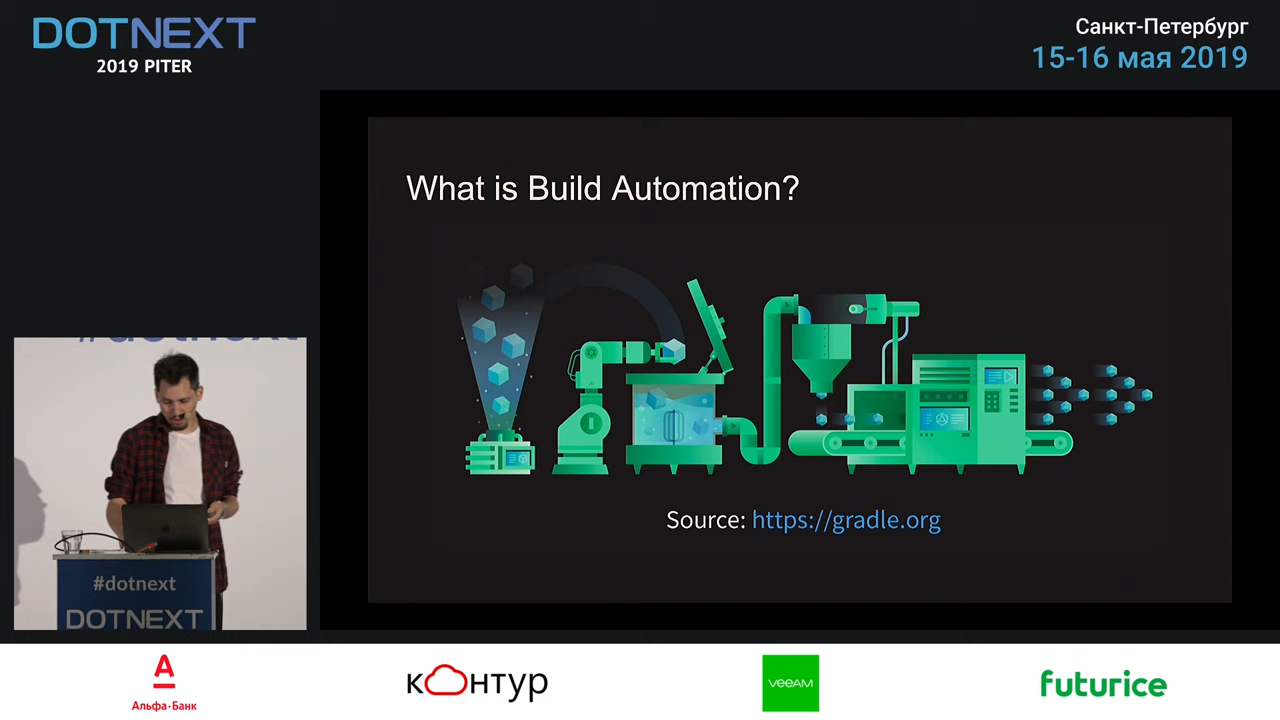 DOTNEXT
2019 PITER
Санкт-Петербург
15-16 мая 2019
What is Build Automation?
Source: https://gradle.org
#dotnext
#dotnext
DOTNEXT
А
Альфа·Банк
контур
veeAM
futurice